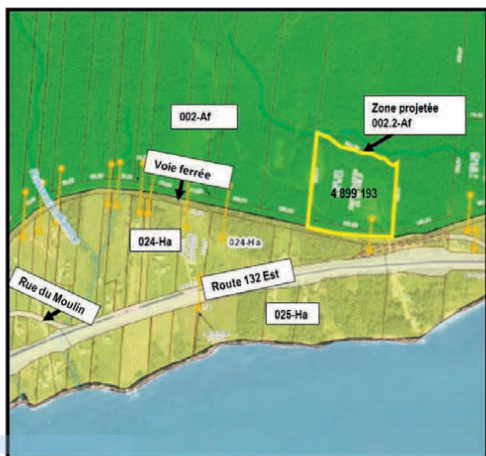 002-Af
Zone projetée
002.2-Af
Voie ferrée
4 899 193
024-Ha
024-Ha
Route 132 Est
Rue du Moulin
025-Ha